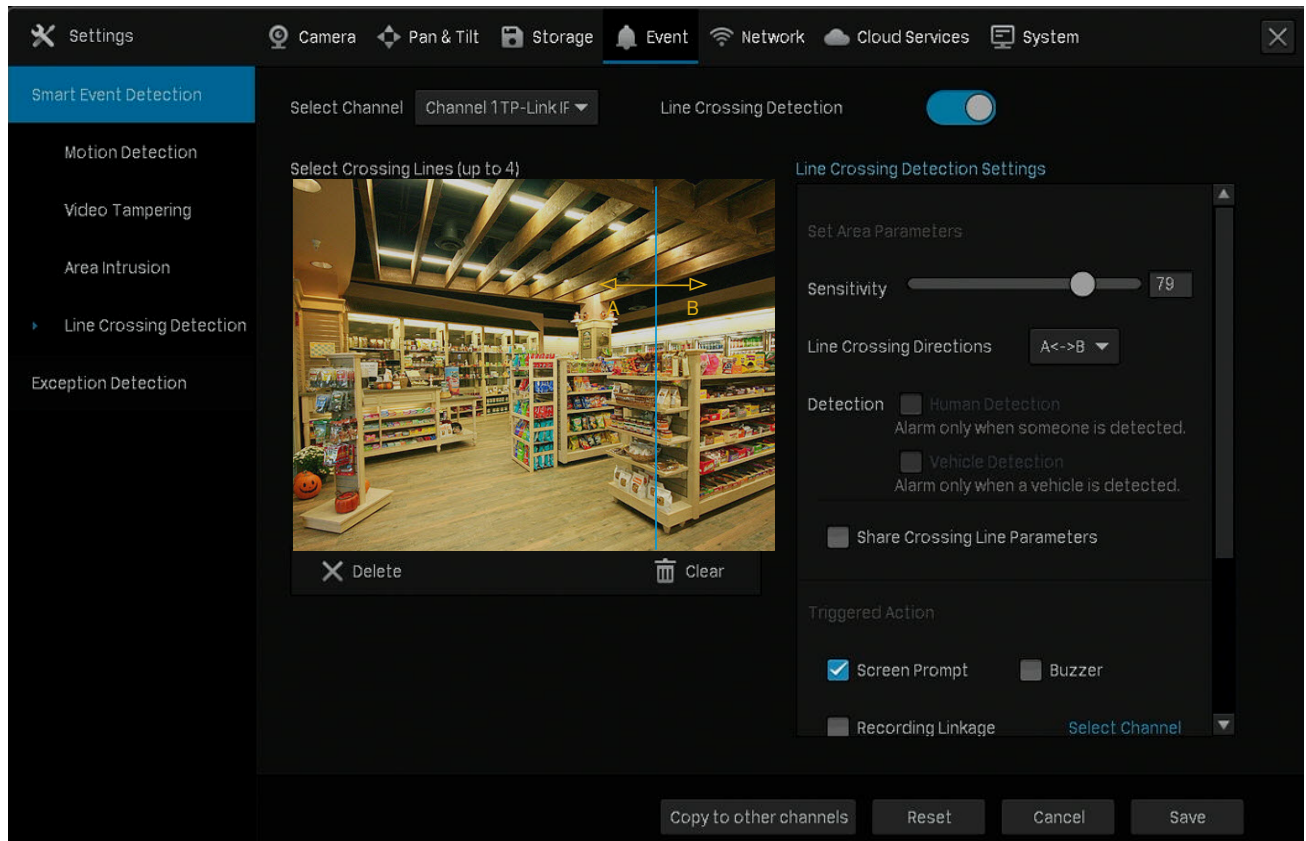 Settings
Camera
Pan & Tilt
Storage
Event
Network
Cloud Services
System
Smart Event Detection
Motion Detection
Video Tampering
Area Intrusion
Line Crossing Detection
Exception Detection
Select Channel
Channel 1 TP-Link IF
Line Crossing Detection
Select Crossing Lines (up to 4)
A
B
Delete
Clear
Line Crossing Detection Settings
Set Area Parameters
Sensitivity
79
Line Crossing Directions
A<->B
Detection
Human Detection
Alarm only when someone is detected.
Vehicle Detection
Alarm only when a vehicle is detected.
Share Crossing Line Parameters
Triggered Action
Screen Prompt
Buzzer
Recording Linkage
Select Channel
Copy to other channels
Reset
Cancel
Save